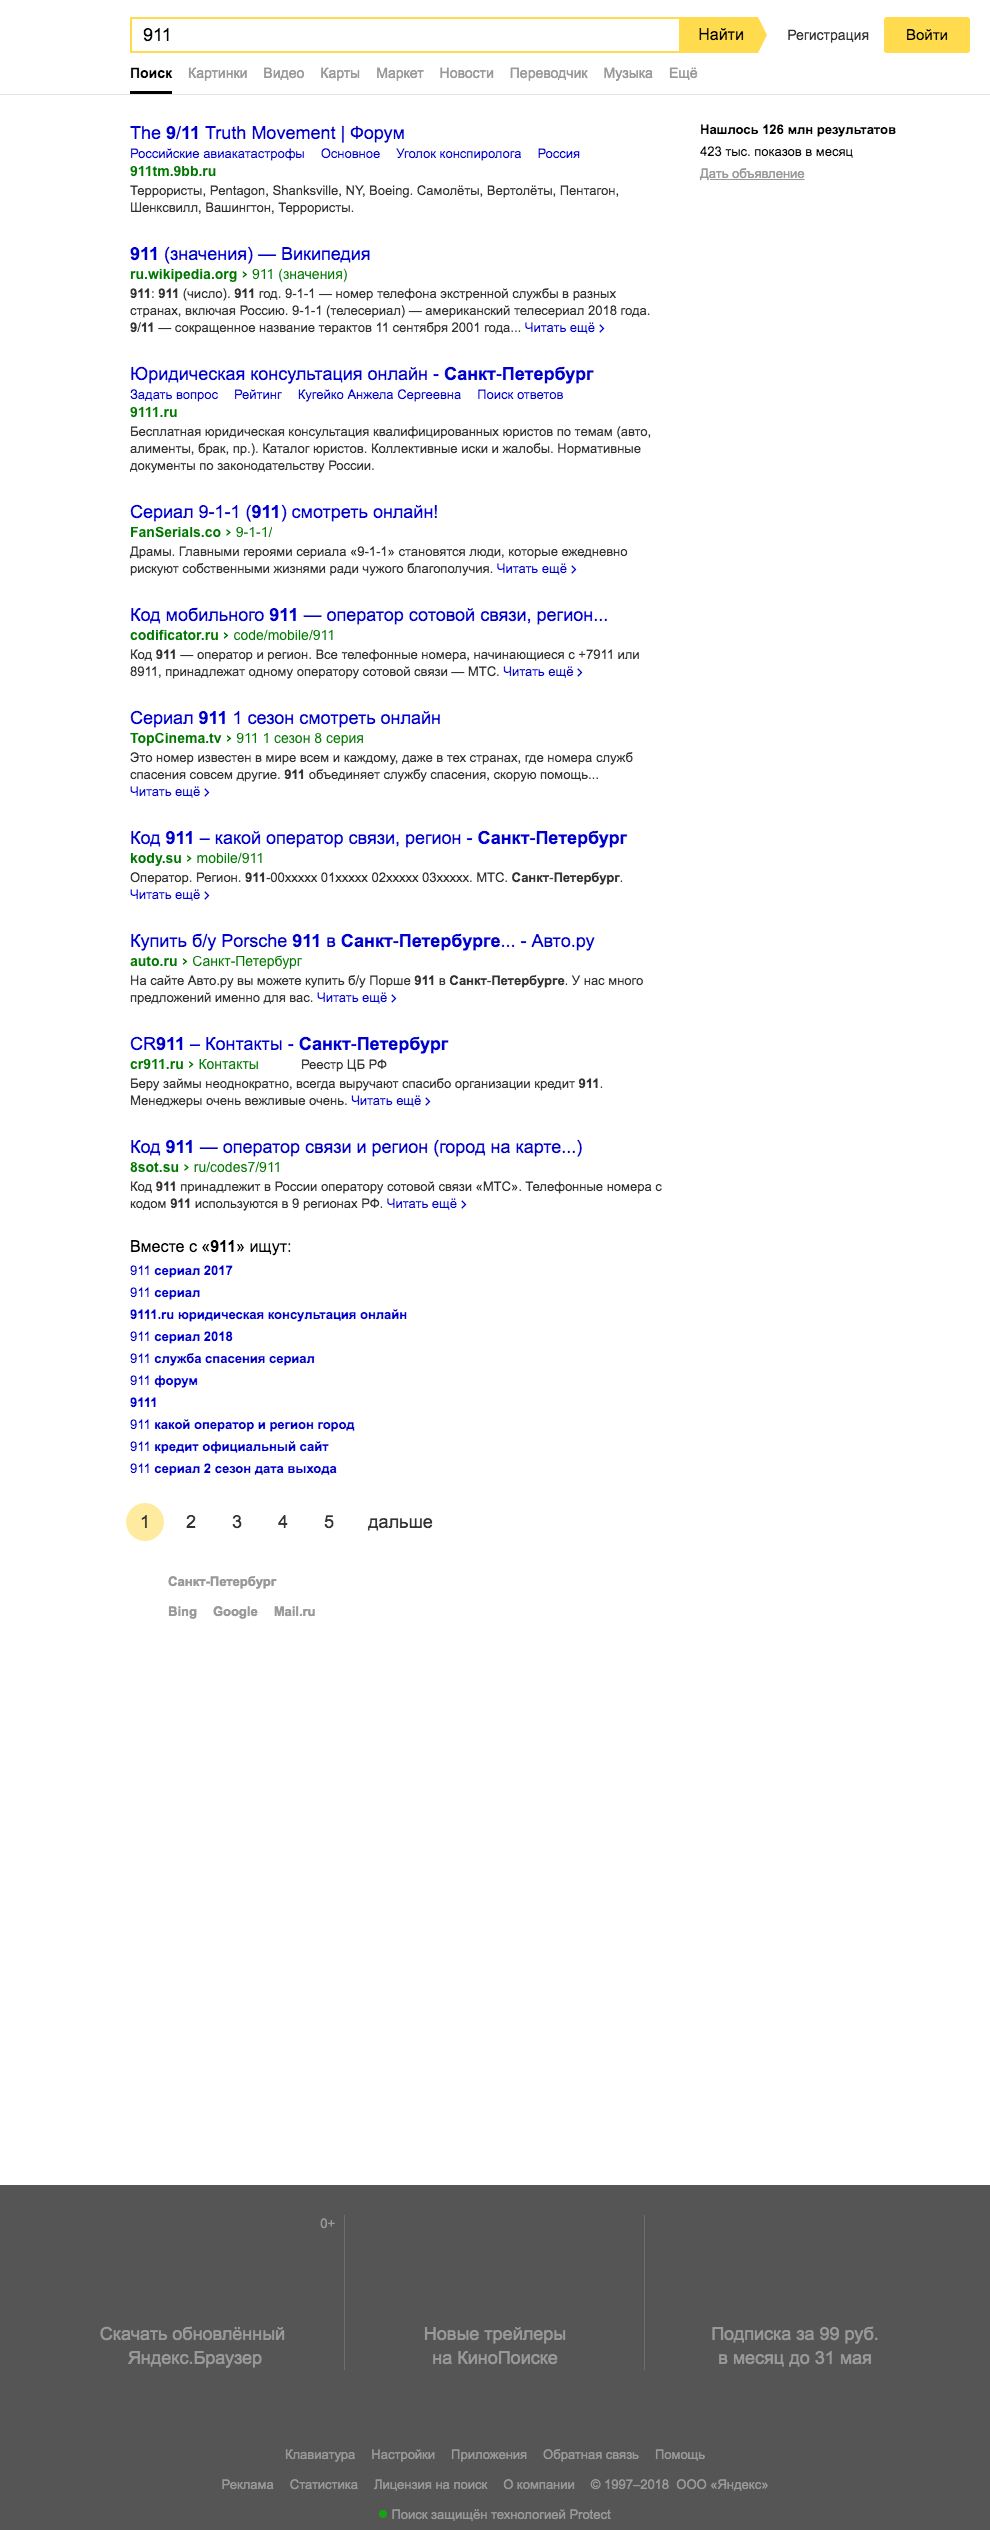 911
Найти
Регистрация
Войти
Поиск Картинки Видео Карты Маркет Новости Переводчик Музыка Ещё
The 9/11 Truth Movement | Форум
Российские авиакатастрофы Основное Уголок конспиролога Россия
911tm.9bb.ru
Террористы, Pentagon, Shanksville, NY, Boeing. Самолёты, Вертолёты, Пентагон,
Шенксвилл, Вашингтон, Террористы.
Нашлось 126 млн результатов
423 тыс. показов в месяц
Дать объявление
911 (значения) — Википедия
ru.wikipedia.org › 911 (значения)
911: 911 (число). 911 год. 9-1-1 — номер телефона экстренной службы в разных
странах, включая Россию. 9-1-1 (телесериал) — американский телесериал 2018 года.
9/11 — сокращенное название терактов 11 сентября 2001 года... Читать ещё ›
Юридическая консультация онлайн - Санкт-Петербург
Задать вопрос Рейтинг Кугейко Анжела Сергеевна Поиск ответов
9111.ru
Бесплатная юридическая консультация квалифицированных юристов по темам (авто,
алименты, брак, пр.). Каталог юристов. Коллективные иски и жалобы. Нормативные
документы по законодательству России.
Сериал 9-1-1 (911) смотреть онлайн!
FanSerials.co › 9-1-1/
Драмы. Главными героями сериала «9-1-1» становятся люди, которые ежедневно
рискуют собственными жизнями ради чужого благополучия. Читать ещё ›
Код мобильного 911 — оператор сотовой связи, регион...
codificator.ru › code/mobile/911
Код 911 — оператор и регион. Все телефонные номера, начинающиеся с +7911 или
8911, принадлежат одному оператору сотовой связи — МТС. Читать ещё ›
Сериал 911 1 сезон смотреть онлайн
TopCinema.tv › 911 1 сезон 8 серия
Это номер известен в мире всем и каждому, даже в тех странах, где номера служб
спасения совсем другие. 911 объединяет службу спасения, скорую помощь...
Читать ещё ›
Код 911 – какой оператор связи, регион - Санкт-Петербург
kody.su › mobile/911
Оператор. Регион. 911-00xxxxx 01xxxxx 02xxxxx 03xxxxx. МТС. Санкт-Петербург.
Читать ещё ›
Купить б/у Porsche 911 в Санкт-Петербурге... - Авто.ру
auto.ru › Санкт-Петербург
На сайте Авто.ру вы можете купить б/у Порше 911 в Санкт-Петербурге. У нас много
предложений именно для вас. Читать ещё ›
CR911 – Контакты - Санкт-Петербург
cr911.ru › Контакты Реестр ЦБ РФ
Беру займы неоднократно, всегда выручают спасибо организации кредит 911.
Менеджеры очень вежливые очень. Читать ещё ›
Код 911 — оператор связи и регион (город на карте...)
8sot.su › ru/codes7/911
Код 911 принадлежит в России оператору сотовой связи «МТС». Телефонные номера с
кодом 911 используются в 9 регионах РФ. Читать ещё ›
Вместе с «911» ищут:
911 сериал 2017
911 сериал
9111.ru юридическая консультация онлайн
911 сериал 2018
911 служба спасения сериал
911 форум
9111
911 какой оператор и регион город
911 кредит официальный сайт
911 сериал 2 сезон дата выхода
1 2 3 4 5 дальше
Санкт-Петербург
Bing Google Mail.ru
0+
Скачать обновлённый
Яндекс.Браузер
Новые трейлеры
на КиноПоиске
Подписка за 99 руб.
в месяц до 31 мая
Клавиатура Настройки Приложения Обратная связь Помощь
Реклама Статистика Лицензия на поиск О компании © 1997–2018 ООО «Яндекс»
Поиск защищён технологией Protect